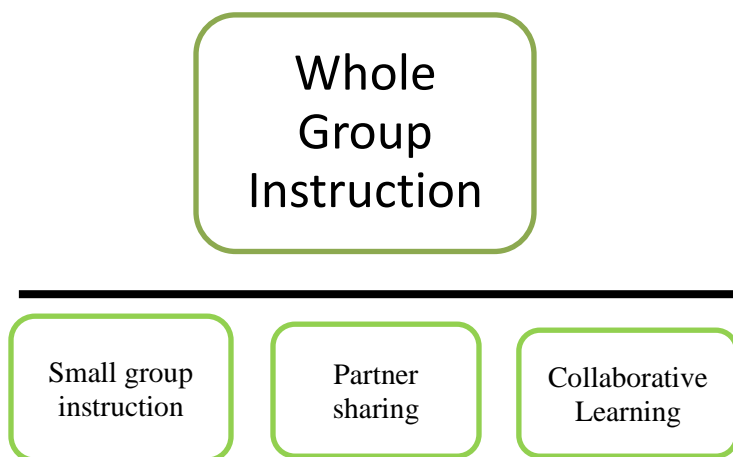 Whole
Group
Instruction
Small group
instruction
Partner
sharing
Collaborative
Learning